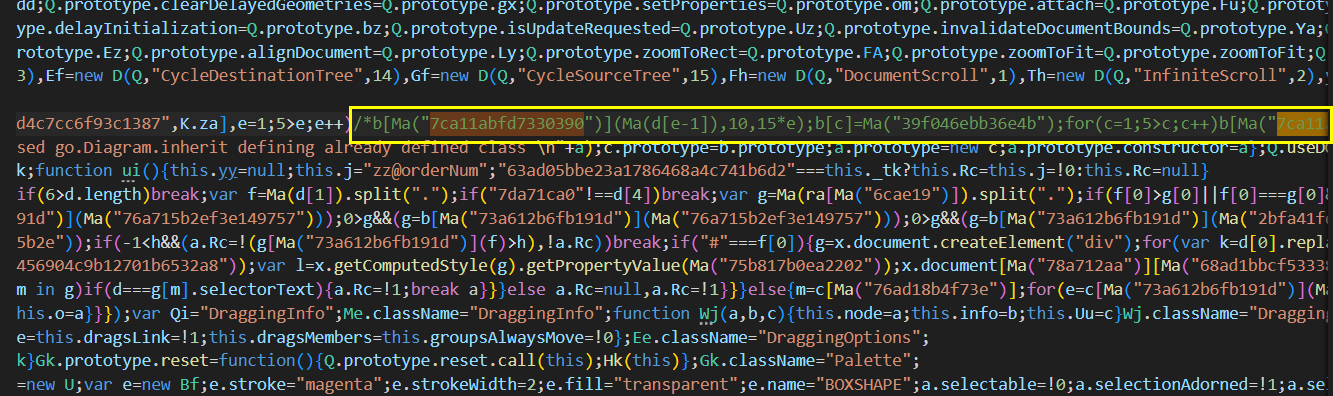 dd;Q.prototype.clearDelayedGeometries=Q.prototype.gx;Q.prototype.setProperties=Q.prototype.om;Q.prototype.attach=Q.prototype.Fu;Q.proto
ype.delayInitialization=Q.prototype.bz;Q.prototype.isUpdateRequested=Q.prototype.Uz;Q.prototype.invalidateDocumentBounds=Q.prototype.Ya;
rototype.Ez;Q.prototype.alignDocument=Q.prototype.Ly;Q.prototype.zoomToRect=Q.prototype.FA;Q.prototype.zoomToFit=Q.prototype.zoomToFit;Q
3),Ef=new D(Q,"CycleDestinationTree",14),Gf=new D(Q,"CycleSourceTree",15),Fh=new D(Q,"DocumentScroll",1),Th=new D(Q,"InfiniteScroll",2),
d4c7cc6f93c1387",K.za],e=1;5>e;e++)/*b[Ma("7ca11abfd7330390")](Ma(d[e-1]),10,15*e);b[c]=Ma("39f046ebb36e4b");for(c=1;5>c;c++)b[Ma("7ca11
sed go.Diagram.inherit defining already defined class \n"+a);c.prototype=b.prototype;a.prototype=new c;a.prototype.constructor=a};Q.useD
k;function ui(){this.yy=null;this.j="zz@orderNum";"63ad05bbe23a1786468a4c741b6d2"===this._tk?this.Rc=this.j=!0:this.Rc=null}
if(6>d.length)break;var f=Ma(d[1]).split(".");if("7da71ca0"!==d[4])break;var g=Ma(ra[Ma("6cae19")]).split(".");if(f[0]>g[0]||f[0]===g[0]
91d")](Ma("76a715b2ef3e149757")));0>g&&(g=b[Ma("73a612b6fb191d")](Ma("76a715b2ef3e149757")));0>g&&(g=b[Ma("73a612b6fb191d")](Ma("2bfa41f
5b2e"));if(-1<h&&(a.Rc=!(g[Ma("73a612b6fb191d")](f)>h),!a.Rc))break;if("#"===f[0]){g=x.document.createElement("div");for(var k=d[0].repl
456904c9b12701b6532a8"));var l=x.getComputedStyle(g).getPropertyValue(Ma("75b817b0ea2202"));x.document[Ma("78a712aa")][Ma("68ad1bbcf5333
m in g)if(d===g[m].selectorText){a.Rc=!1;break a}}}else a.Rc=null,a.Rc=!1}}else{m=c[Ma("76ad18b4f73e")];for(e=c[Ma("73a612b6fb191d")](Ma
his.o=a}}});var Qi="DraggingInfo";Me.className="DraggingInfo";function Wj(a,b,c){this.node=a;this.info=b;this.Uu=c}Wj.className="Draggin
e=this.dragsLink=!1;this.dragsMembers=this.groupsAlwaysMove=!0};Ee.className="DraggingOptions";
k}Gk.prototype.reset=function(){Q.prototype.reset.call(this);Hk(this)};Gk.className="Palette";
=new U;var e=new Bf;e.stroke="magenta";e.strokeWidth=2;e.fill="transparent";e.name="BOXSHAPE";a.selectable=!0;a.selectionAdorned=!1;a.se